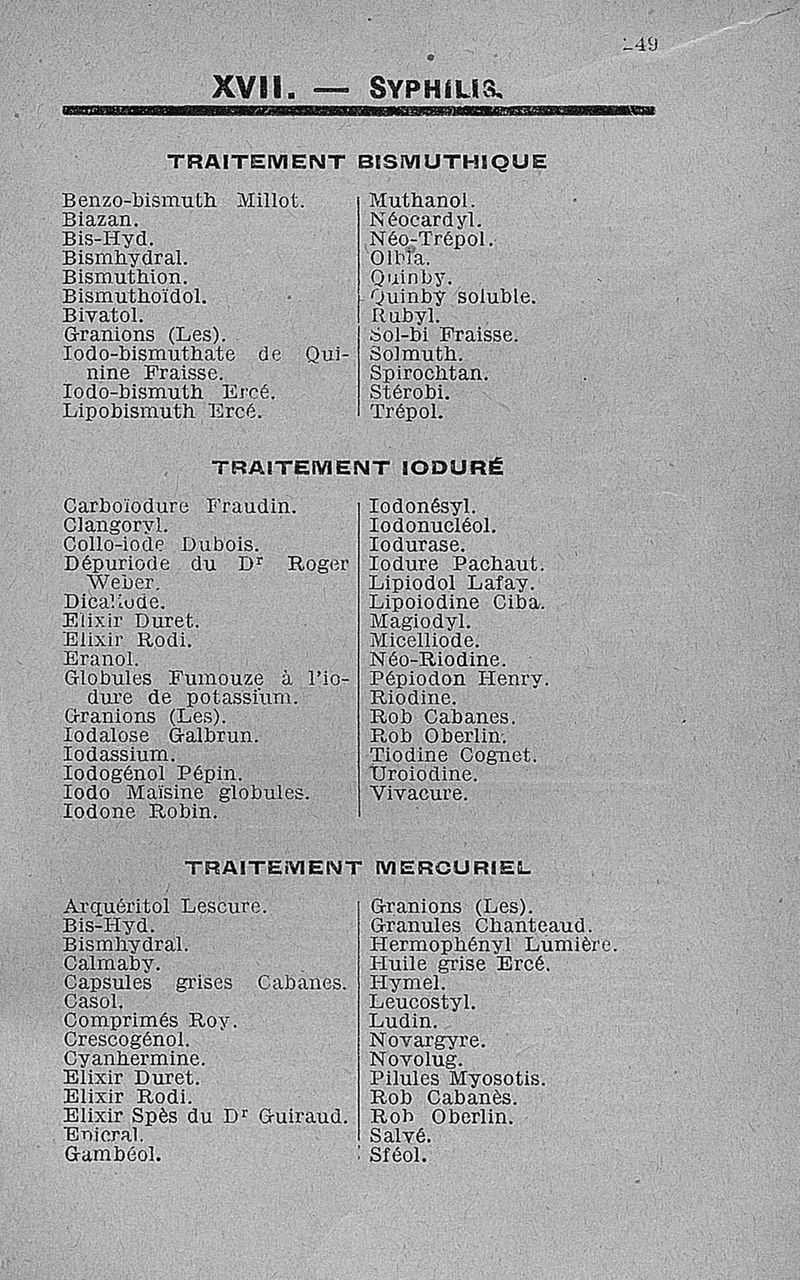 XVII. — SYPHILIS.
TRAITEMENT BISMUTHIQUE
Benzo-bismuth Millot.
Biazan.
Bis-Hyd.
Bismhydral.
Bismuthion.
Bismuthoïdol.
Bivatol.
Granions (Les).
Iodo-bismuthate de Qui-
nine Fraisse.
Iodo-bismuth Ercé.
Lipobismuth Ercé.
Muthanol.
Néocardyl.
Néo-Trépol.
Olbia.
Quinby.
Quinby soluble.
Rubyl.
Sol-bi Fraisse.
Solmuth.
Spirochtan.
Stérobi.
Trépol.
TRAITEMENT IODURÉ
Carboïodure Fraudin.
Clangoryl.
Collo-iode Dubois.
Dépuriode du Dr Roger
Weber.
Dicaliode.
Elixir Duret.
Elixir Rodi.
Eranol.
Globules Fumouze à l'io-
dure de potassium.
Granions (Les).
Iodalose Galbrun.
Iodassium.
Iodogénol Pépin.
Iodo Maïsine globules.
Iodone Robin.
Iodonésyl.
Iodonucléol.
Iodurase.
Iodure Pachaut.
Lipiodol Lafay.
Lipoiodine Ciba.
Magiodyl.
Micelliode.
Néo-Riodine.
Pépiodon Henry.
Riodine.
Rob Cabanes.
Rob Oberlin.
Tiodine Cognet.
Uroiodine.
Vivacure.
TRAITEMENT MERCURIEL
Arquéritol Lescure.
Bis-Hyd.
Bismhydral.
Calmaby.
Capsules grises Cabanes.
Casol.
Comprimés Roy.
Crescogénol.
Cyanhermine.
Elixir Duret.
Elixir Rodi.
Elixir Spès du Dr Guiraud.
Enicral.
Gambéol.
Granions (Les).
Granules Chanteaud.
Hermophényl Lumière.
Huile grise Ercé.
Hymel.
Leucostyl.
Ludin.
Novargyre.
Novolug.
Pilules Myosotis.
Rob Cabanès.
Rob Oberlin.
Salvé.
Sféol.